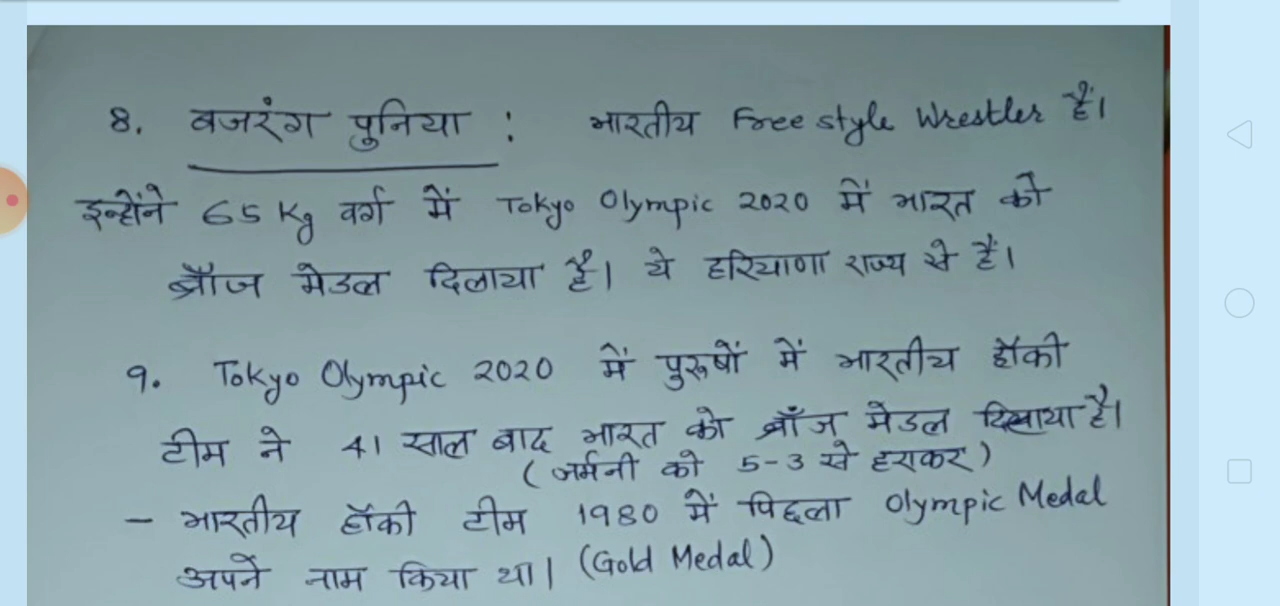 8. बजरंग पुनिया : भारतीय Free style Wrestler हैं।
इन्होंने 65 Kg वर्ग में Tokyo Olympic 2020 में भारत को
ब्रॉंज मेडल दिलाया है। ये हरियाणा राज्य से हैं।
9. Tokyo Olympic 2020 में पुरुषों में भारतीय हॉकी
टीम ने 41 साल बाद भारत को ब्रॉंज मेडल दिलाया है।
(जर्मनी को 5-3 से हराकर)
- भारतीय हॉकी टीम 1980 में पिछला Olympic Medal
अपने नाम किया था। (Gold Medal)